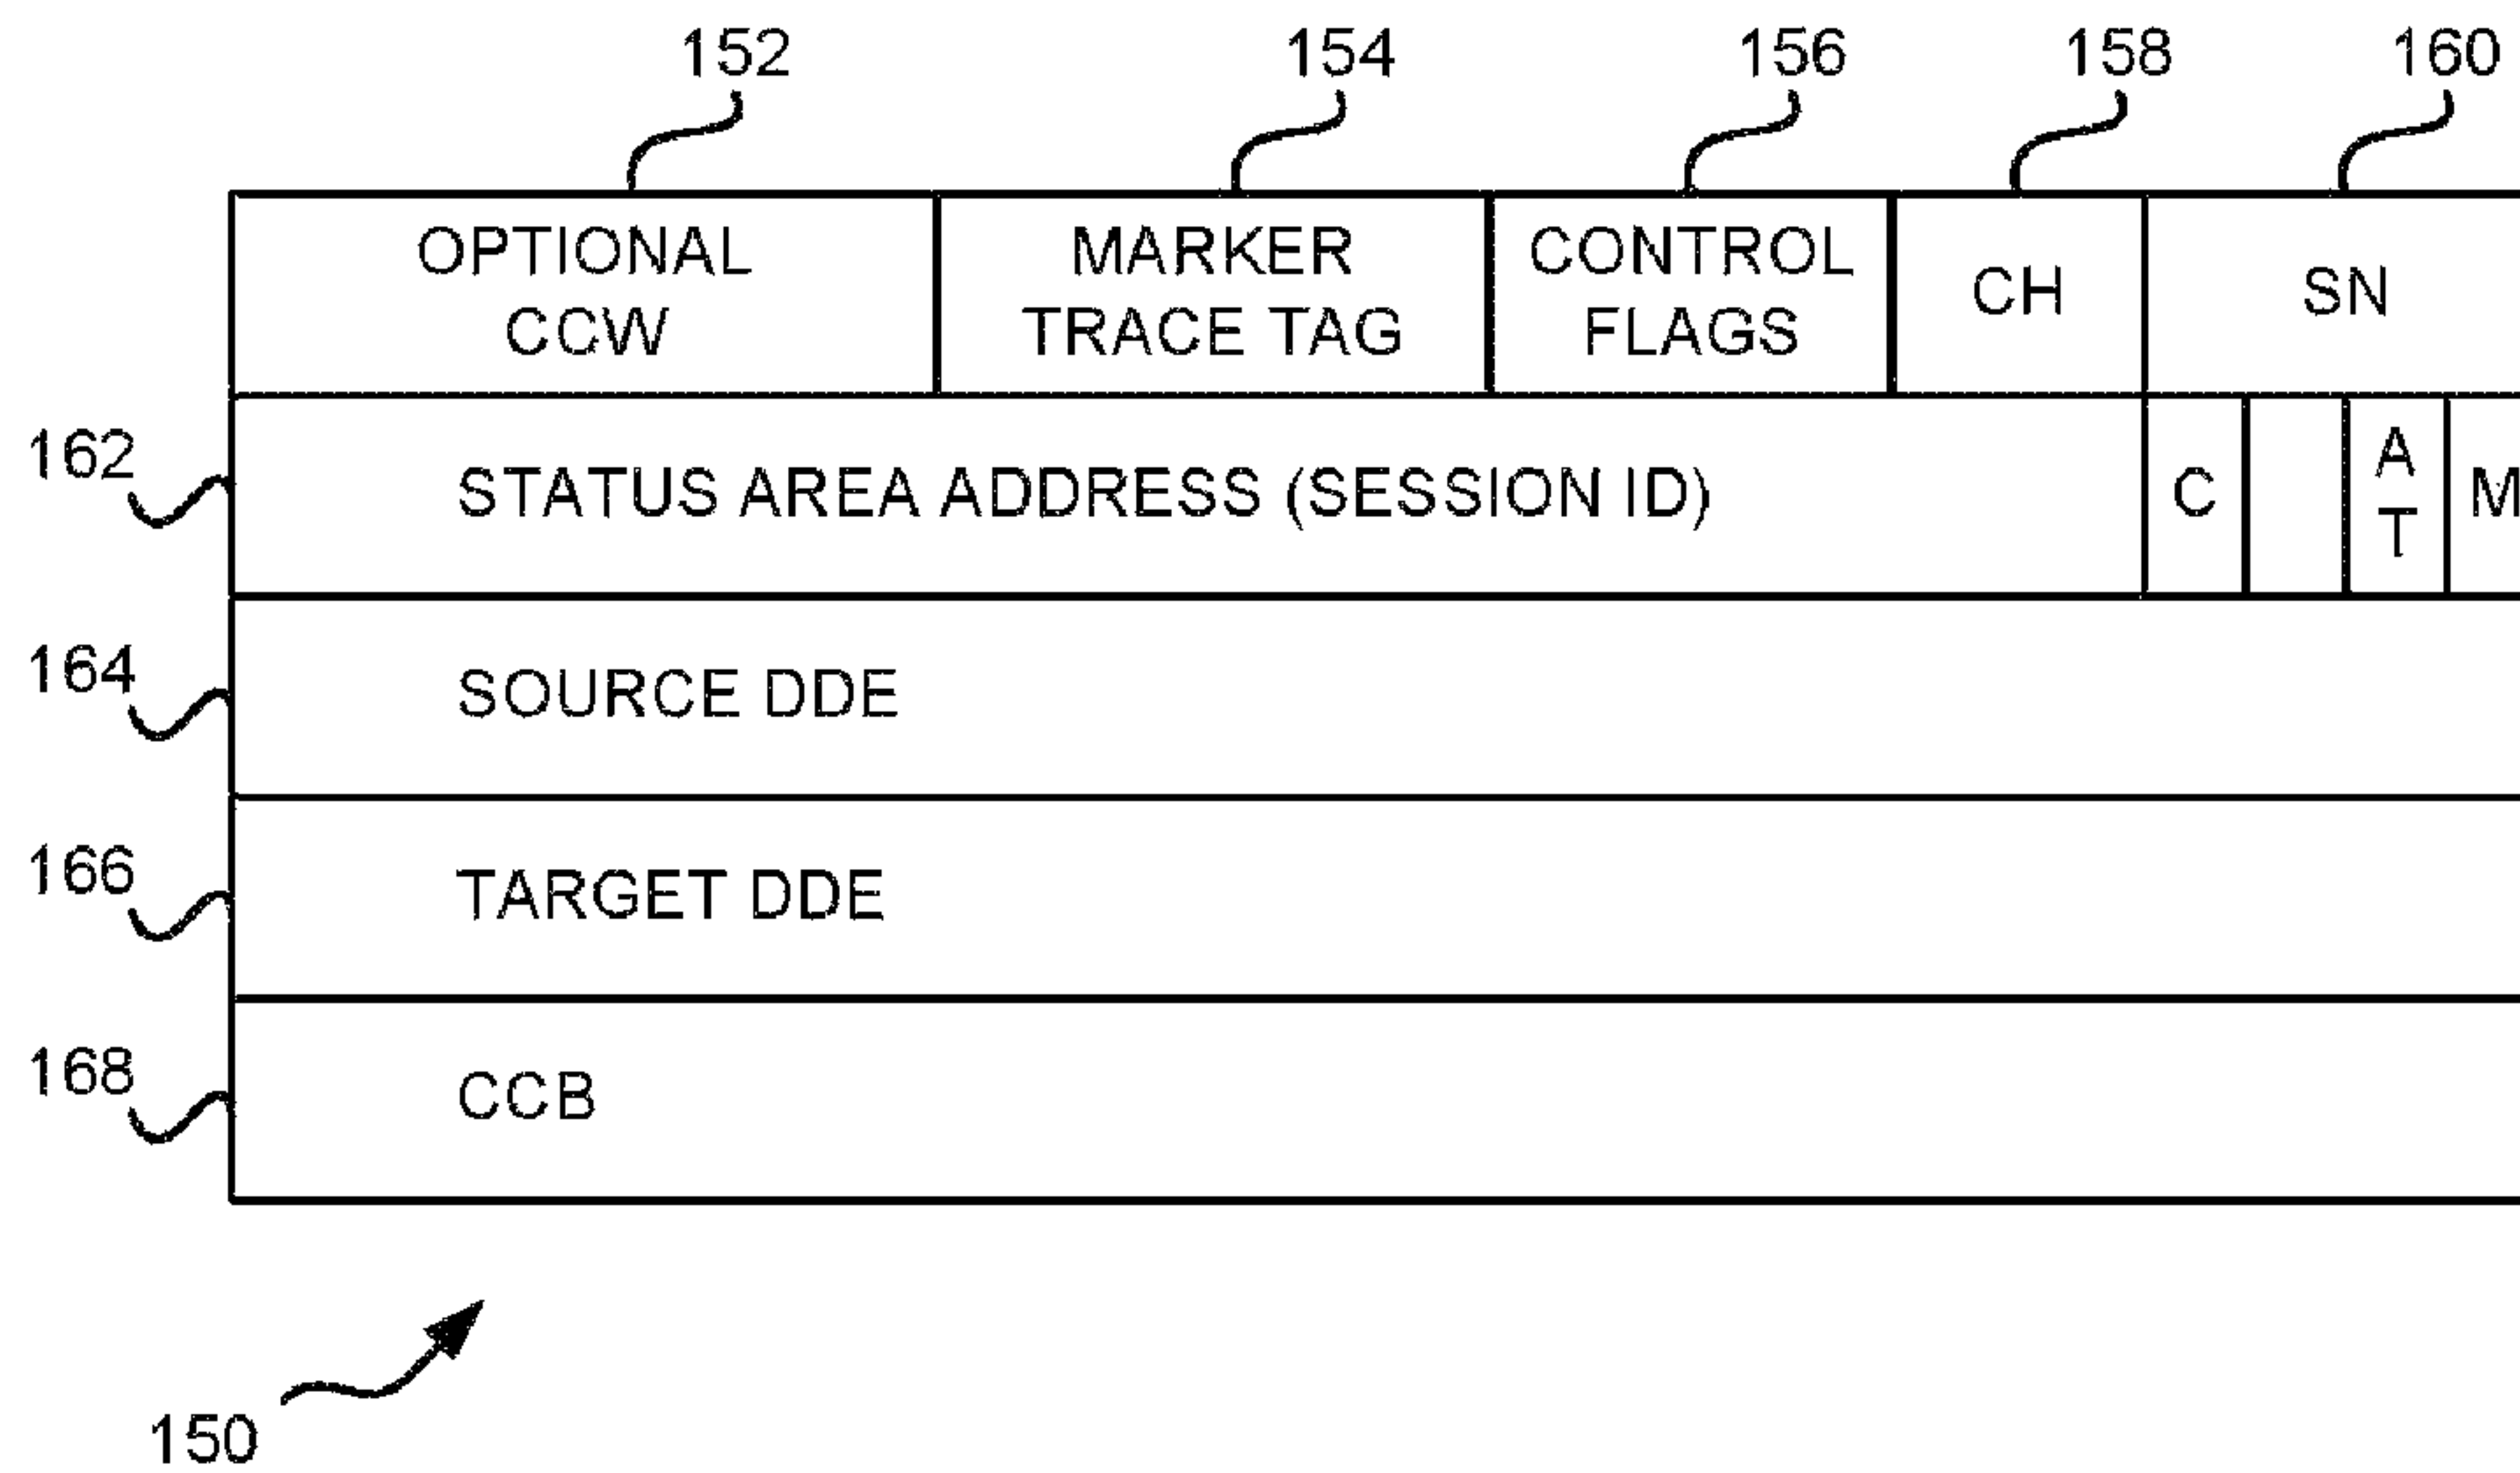 152 154 156 158 160
OPTIONAL MARKER CONTROL CH SN
CCW TRACE TAG FLAGS
162 STATUS AREA ADDRESS (SESSION ID) C A M
T
164 SOURCE DDE
166 TARGET DDE
168 CCB
150